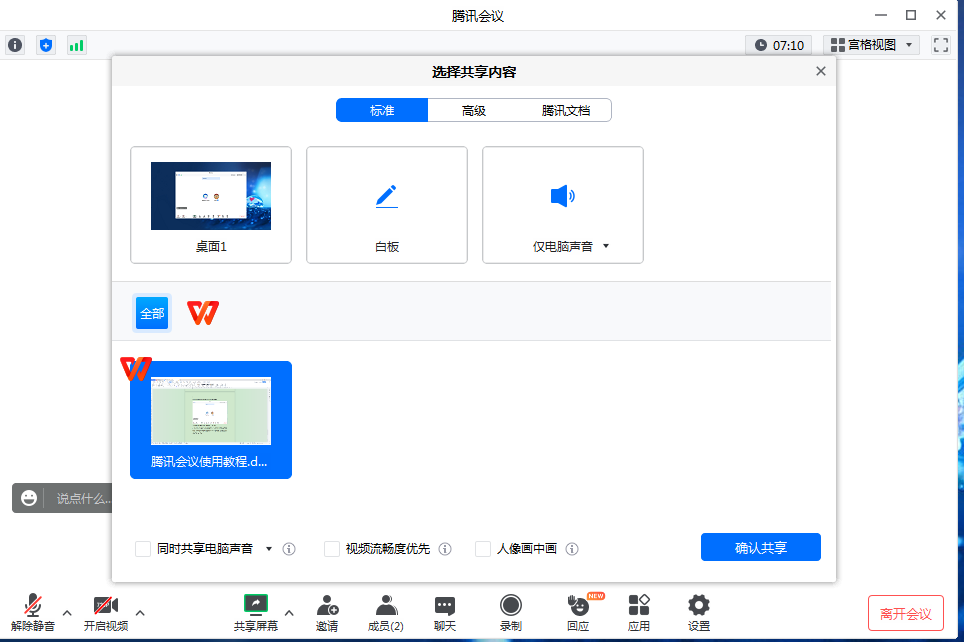 腾讯会议
07:10
宫格视图
选择共享内容
标准
高级
腾讯文档
桌面1
白板
仅电脑声音
全部
腾讯会议使用教程.d...
说点什么...
同时共享电脑声音
视频流畅度优先
人像画中画
确认共享
解除静音
开启视频
共享屏幕
邀请
成员(2)
聊天
录制
NEW
回应
应用
设置
离开会议